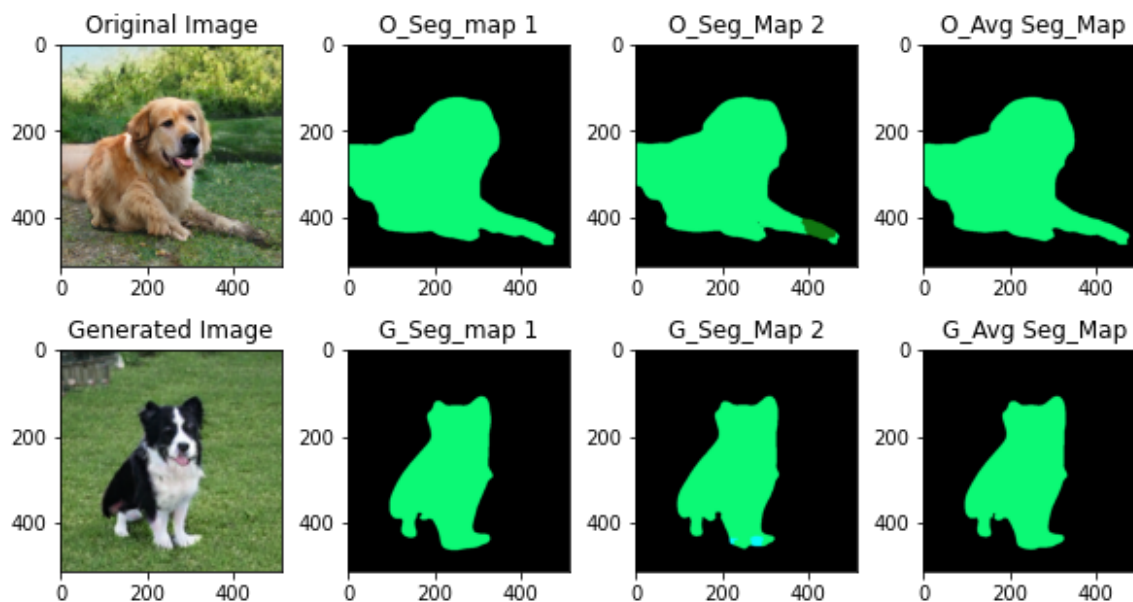 Original Image O_Seg_map 1 O_Seg_Map 2 O_Avg Seg_Map
0 0 0 0
200 200 200 200
400 400 400 400
0 200 400 0 200 400 0 200 400 0 200 400
Generated Image G_Seg_map 1 G_Seg_Map 2 G_Avg Seg_Map
0 0 0 0
200 200 200 200
400 400 400 400
0 200 400 0 200 400 0 200 400 0 200 400